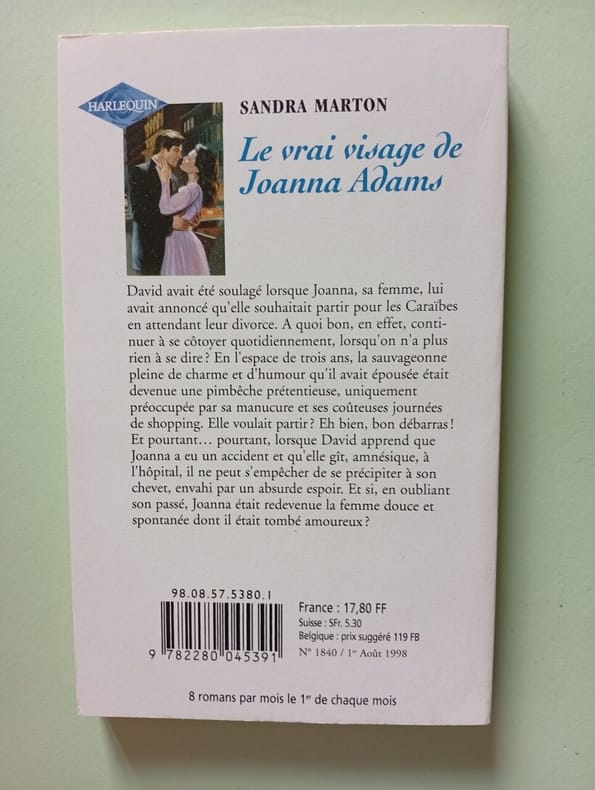 HARLEQUIN
SANDRA MARTON
Le vrai visage de
Joanna Adams
David avait été soulagé lorsque Joanna, sa femme, lui
avait annoncé qu'elle souhaitait partir pour les Caraïbes
en attendant leur divorce. A quoi bon, en effet, conti-
nuer à se côtoyer quotidiennement, lorsqu'on n'a plus
rien à se dire ? En l'espace de trois ans, la sauvageonne
pleine de charme et d'humour qu'il avait épousée était
devenue une pimbêche prétentieuse, uniquement
préoccupée par sa manucure et ses coûteuses journées
de shopping. Elle voulait partir ? Eh bien, bon débarras !
Et pourtant… pourtant, lorsque David apprend que
Joanna a eu un accident et qu'elle gît, amnésique, à
l'hôpital, il ne peut s'empêcher de se précipiter à son
chevet, envahi par un absurde espoir. Et si, en oubliant
son passé, Joanna était redevenue la femme douce et
spontanée dont il était tombé amoureux ?
98.08.57.5380.I
9 782280 045391
France : 17,80 FF
Suisse : SFr. 5.30
Belgique : prix suggéré 119 FB
N° 1840 / 1er Août 1998
8 romans par mois le 1er de chaque mois